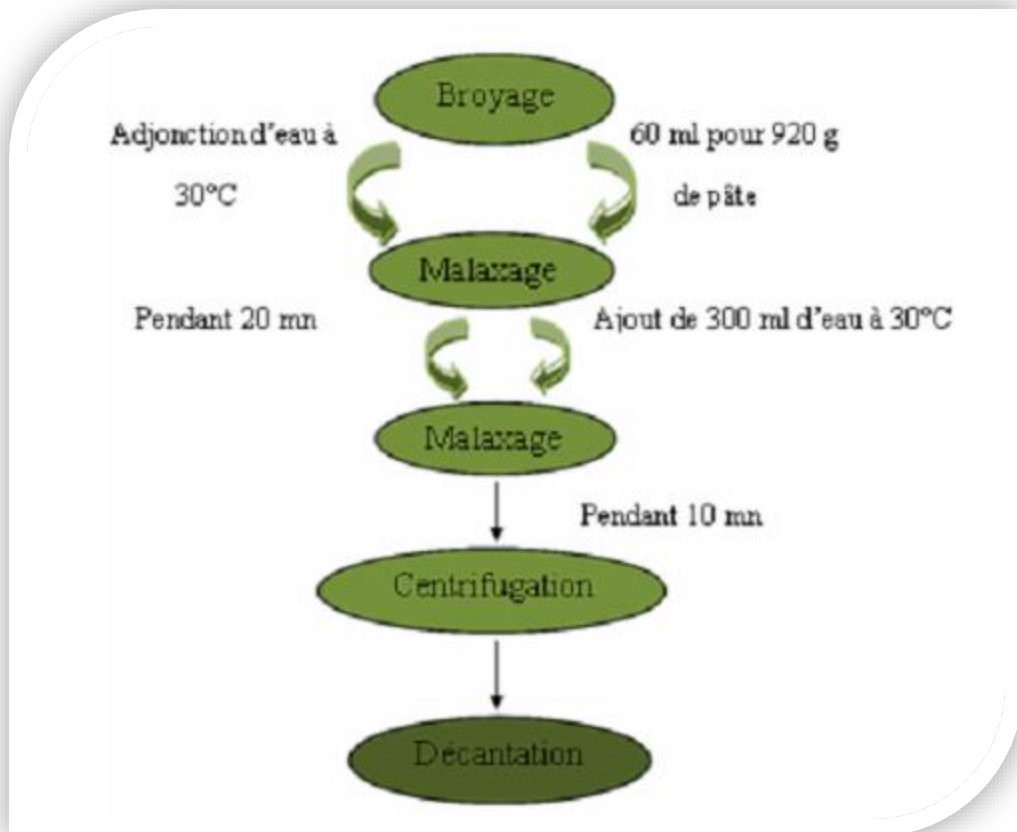 Broyage
Adjonction d'eau à
30°C
60 ml pour 920 g
de pâte
Malaxage
Pendant 20 mn
Ajout de 300 ml d'eau à 30°C
Malaxage
Pendant 10 mn
Centrifugation
Décantation